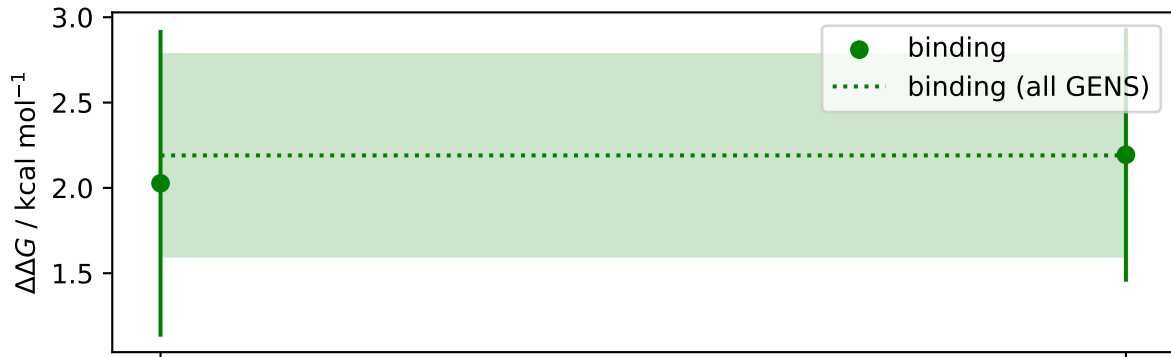 3.0
2.5
2.0
1.5
ΔΔG / kcal mol⁻¹
binding
binding (all GENS)